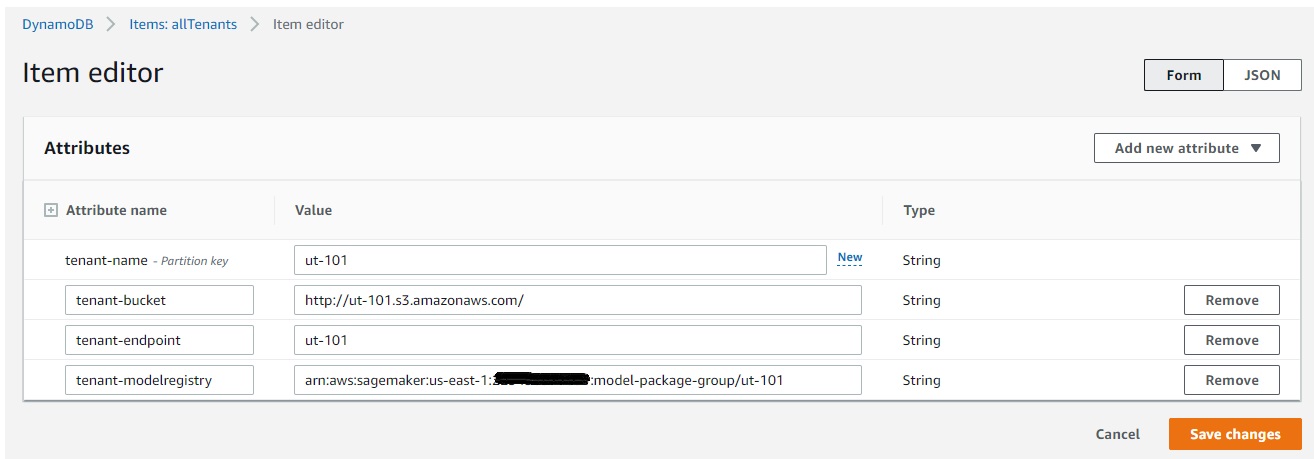 DynamoDB > Items: allTenants > Item editor
Item editor
Form JSON
Attributes
Add new attribute
Attribute name Value Type
tenant-name - Partition key ut-101 New String
tenant-bucket http://ut-101.s3.amazonaws.com/ String Remove
tenant-endpoint ut-101 String Remove
tenant-modelregistry arn:aws:sagemaker:us-east-1: :model-package-group/ut-101 String Remove
Cancel Save changes